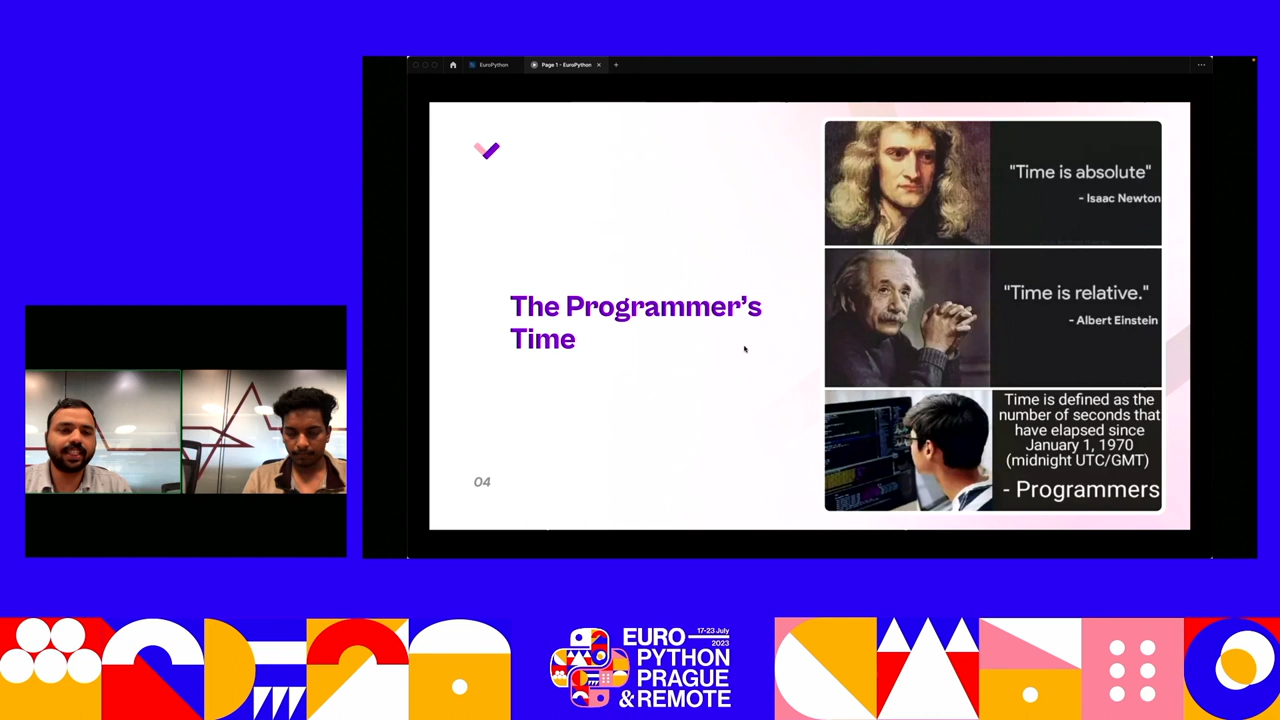 EuroPython
Page 1 - EuroPython
The Programmer's
Time
04
"Time is absolute"
- Isaac Newton
"Time is relative."
- Albert Einstein
Time is defined as the
number of seconds that
have elapsed since
January 1, 1970
(midnight UTC/GMT)
- Programmers
EURO
17-23 July
2023
PYTHON
PRAGUE
& REMOTE